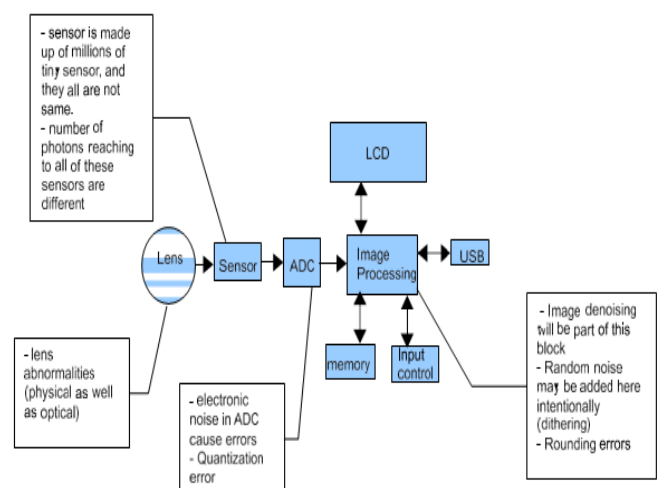 - sensor is made
up of millions of
tiny sensor, and
they all are not
same.
- number of
photons reaching
to all of these
sensors are
different
LCD
Lens
Sensor
ADC
Image
Processing
USB
memory
Input
control
- lens
abnormalities
(physical as well
as optical)
- electronic
noise in ADC
cause errors
- Quantization
error
- Image denoising
will be part of this
block
- Random noise
may be added here
intentionally
(dithering)
- Rounding errors